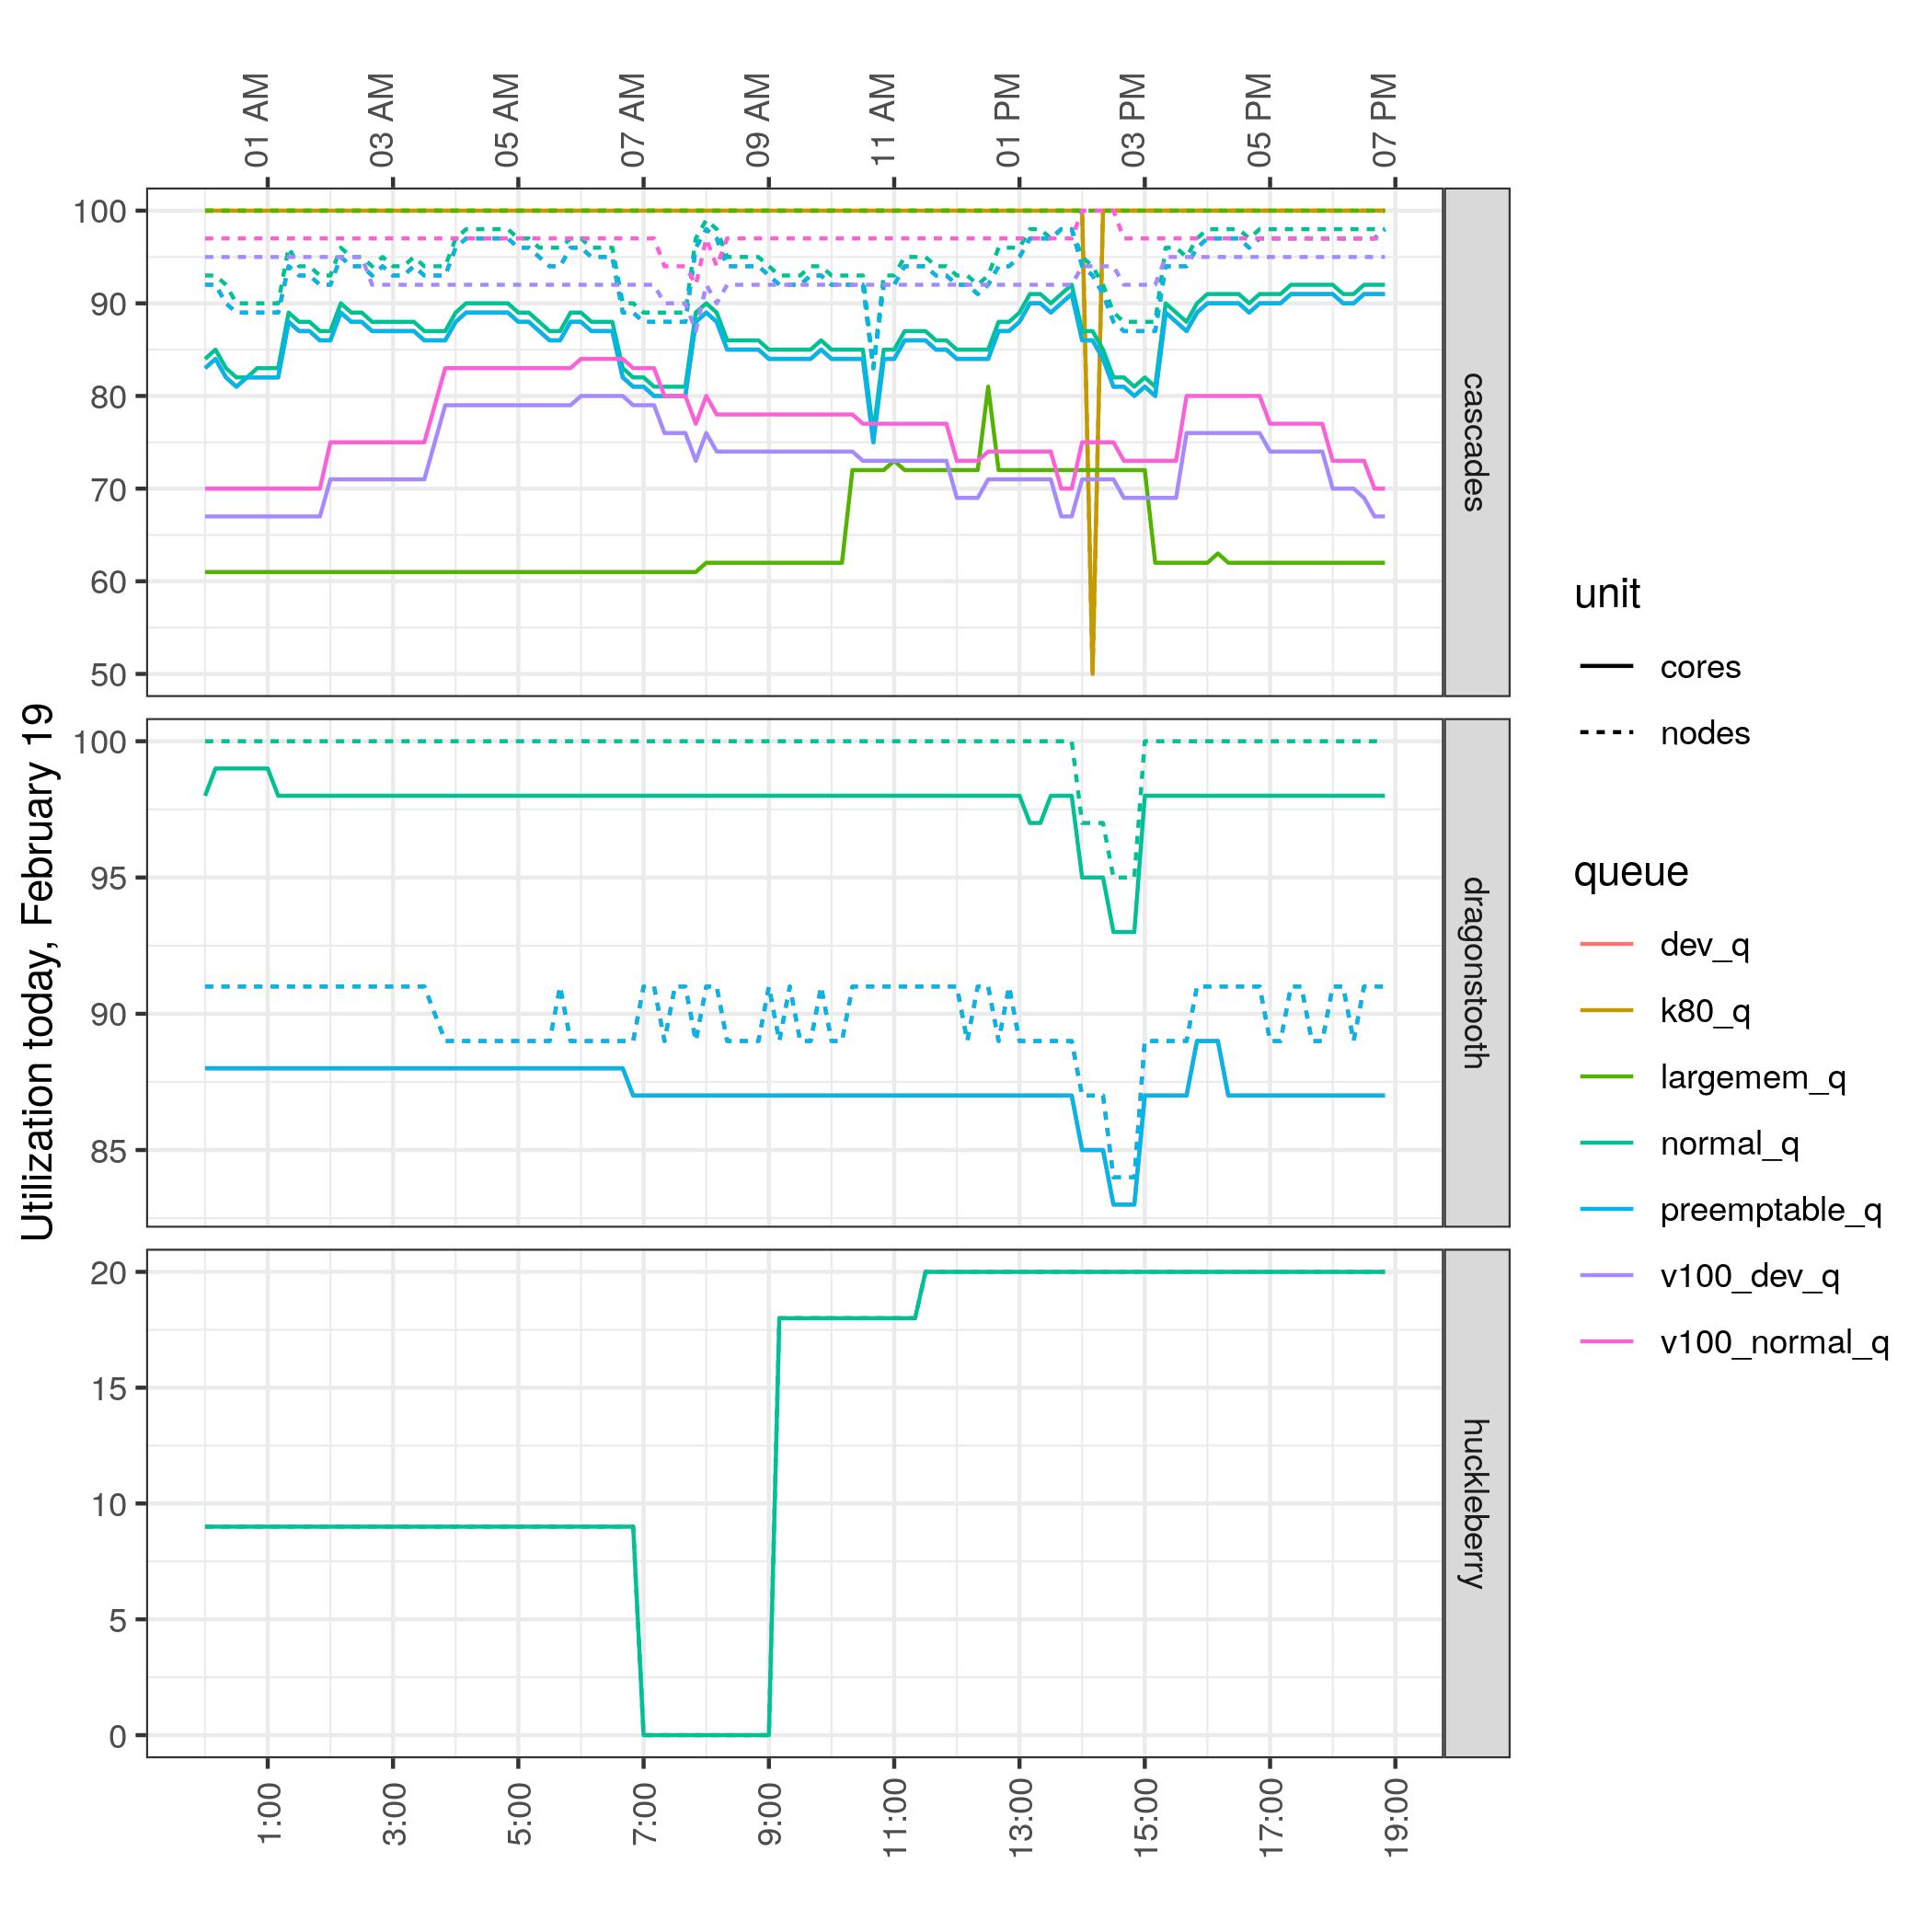 01 AM
03 AM
05 AM
07 AM
09 AM
11 AM
01 PM
03 PM
05 PM
07 PM
100
90
80
70
60
50
cascades
100
95
90
85
dragonstooth
20
15
10
5
0
huckleberry
1:00
3:00
5:00
7:00
9:00
11:00
13:00
15:00
17:00
19:00
Utilization today, February 19
unit
cores
nodes
queue
dev_q
k80_q
largemem_q
normal_q
preemptable_q
v100_dev_q
v100_normal_q